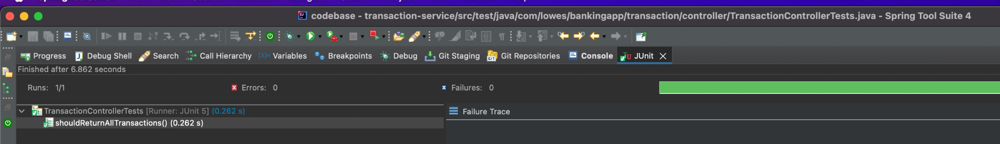 codebase - transaction-service/src/test/java/com/lowes/bankingapp/transaction/controller/TransactionControllerTests.java - Spring Tool Suite 4
Progress Debug Shell Search Call Hierarchy (x)= Variables Breakpoints Debug Git Staging GIT Git Repositories Console JUnit
Finished after 6.862 seconds
Runs: 1/1 Errors: 0 Failures: 0
TransactionControllerTests [Runner: JUnit 5] (0.262 s) Failure Trace
shouldReturnAllTransactions() (0.262 s)